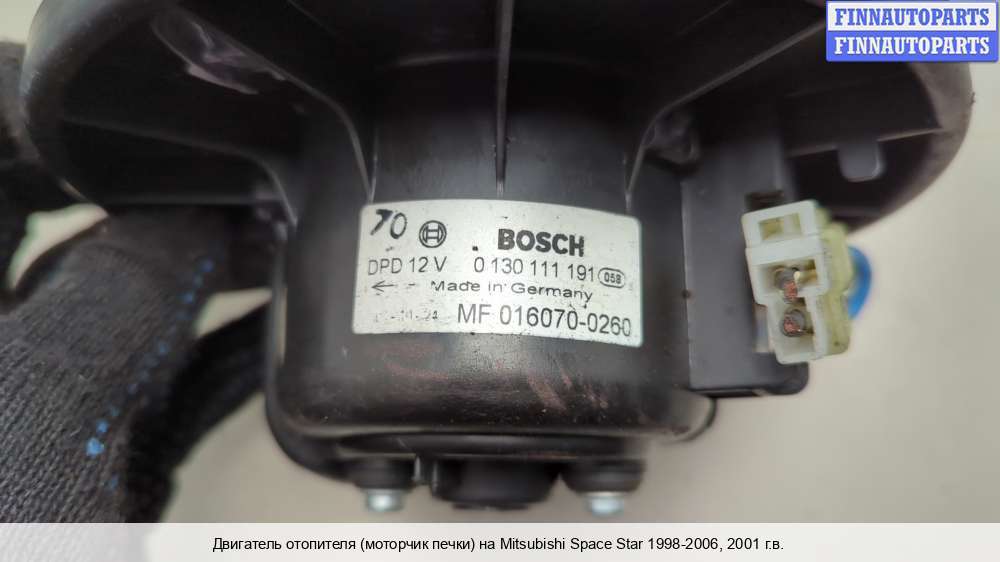 FINNAUTOPARTS
FINNAUTOPARTS
70 BOSCH
DPD 12 V 0 130 111 191 058
← Made in Germany
MF 016070-0260
Двигатель отопителя (моторчик печки) на Mitsubishi Space Star 1998-2006, 2001 г.в.